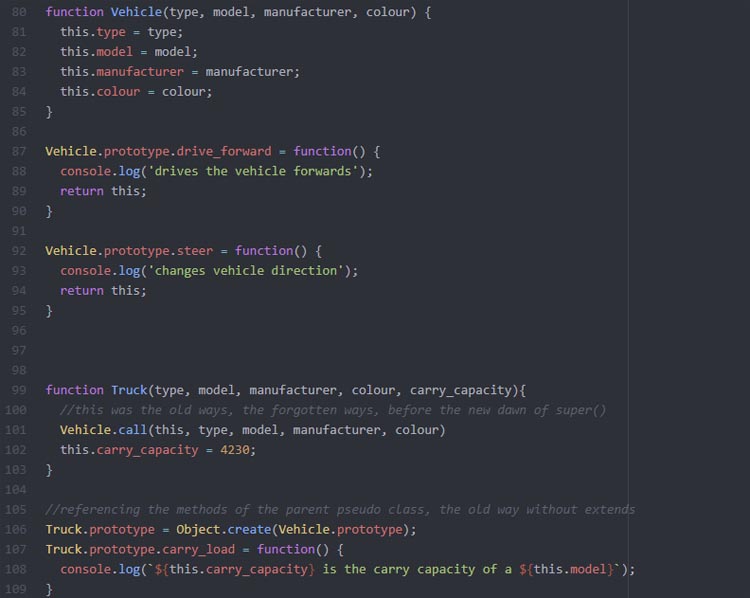 80 function Vehicle(type, model, manufacturer, colour) {
81   this.type = type;
82   this.model = model;
83   this.manufacturer = manufacturer;
84   this.colour = colour;
85 }
86
87 Vehicle.prototype.drive_forward = function() {
88   console.log('drives the vehicle forwards');
89   return this;
90 }
91
92 Vehicle.prototype.steer = function() {
93   console.log('changes vehicle direction');
94   return this;
95 }
96
97
98
99 function Truck(type, model, manufacturer, colour, carry_capacity){
100   //this was the old ways, the forgotten ways, before the new dawn of super()
101   Vehicle.call(this, type, model, manufacturer, colour)
102   this.carry_capacity = 4230;
103 }
104
105 //referencing the methods of the parent pseudo class, the old way without extends
106 Truck.prototype = Object.create(Vehicle.prototype);
107 Truck.prototype.carry_load = function() {
108   console.log(`${this.carry_capacity} is the carry capacity of a ${this.model}`);
109 }